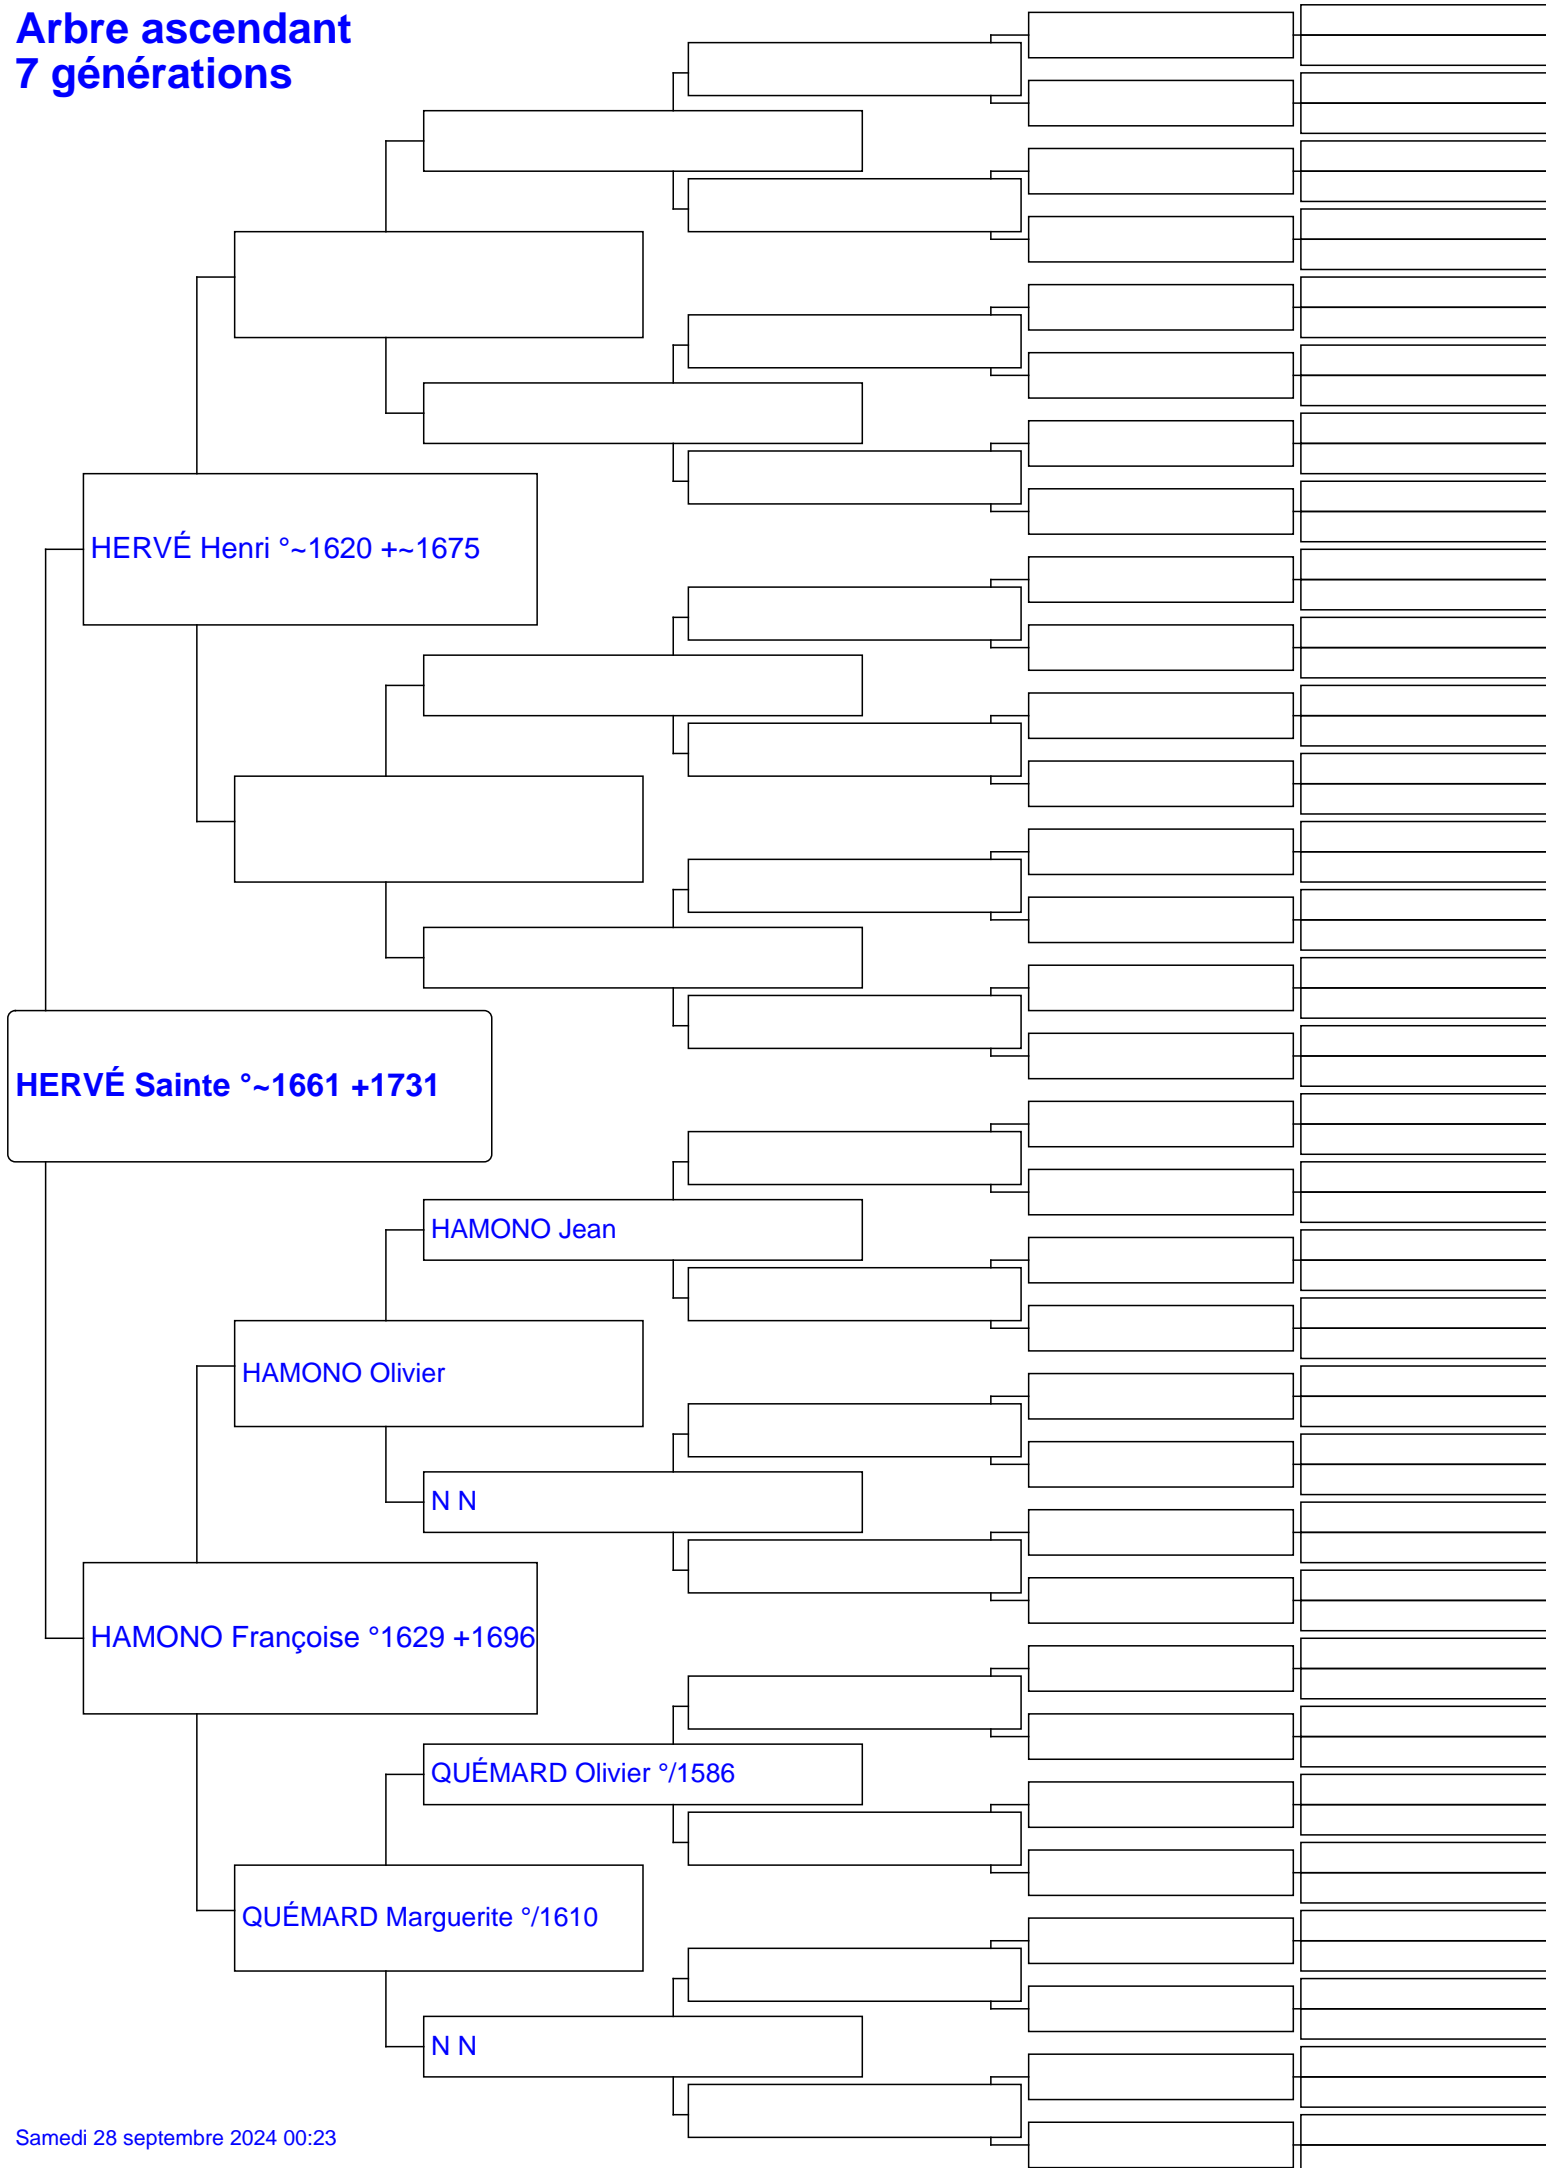 Arbre ascendant
7 générations
HERVÉ Henri °~1620 +~1675
HERVÉ Sainte °~1661 +1731
HAMONO Jean
HAMONO Olivier
N N
HAMONO Françoise °1629 +1696
QUÉMARD Olivier °/1586
QUÉMARD Marguerite °/1610
N N
Samedi 28 septembre 2024 00:23